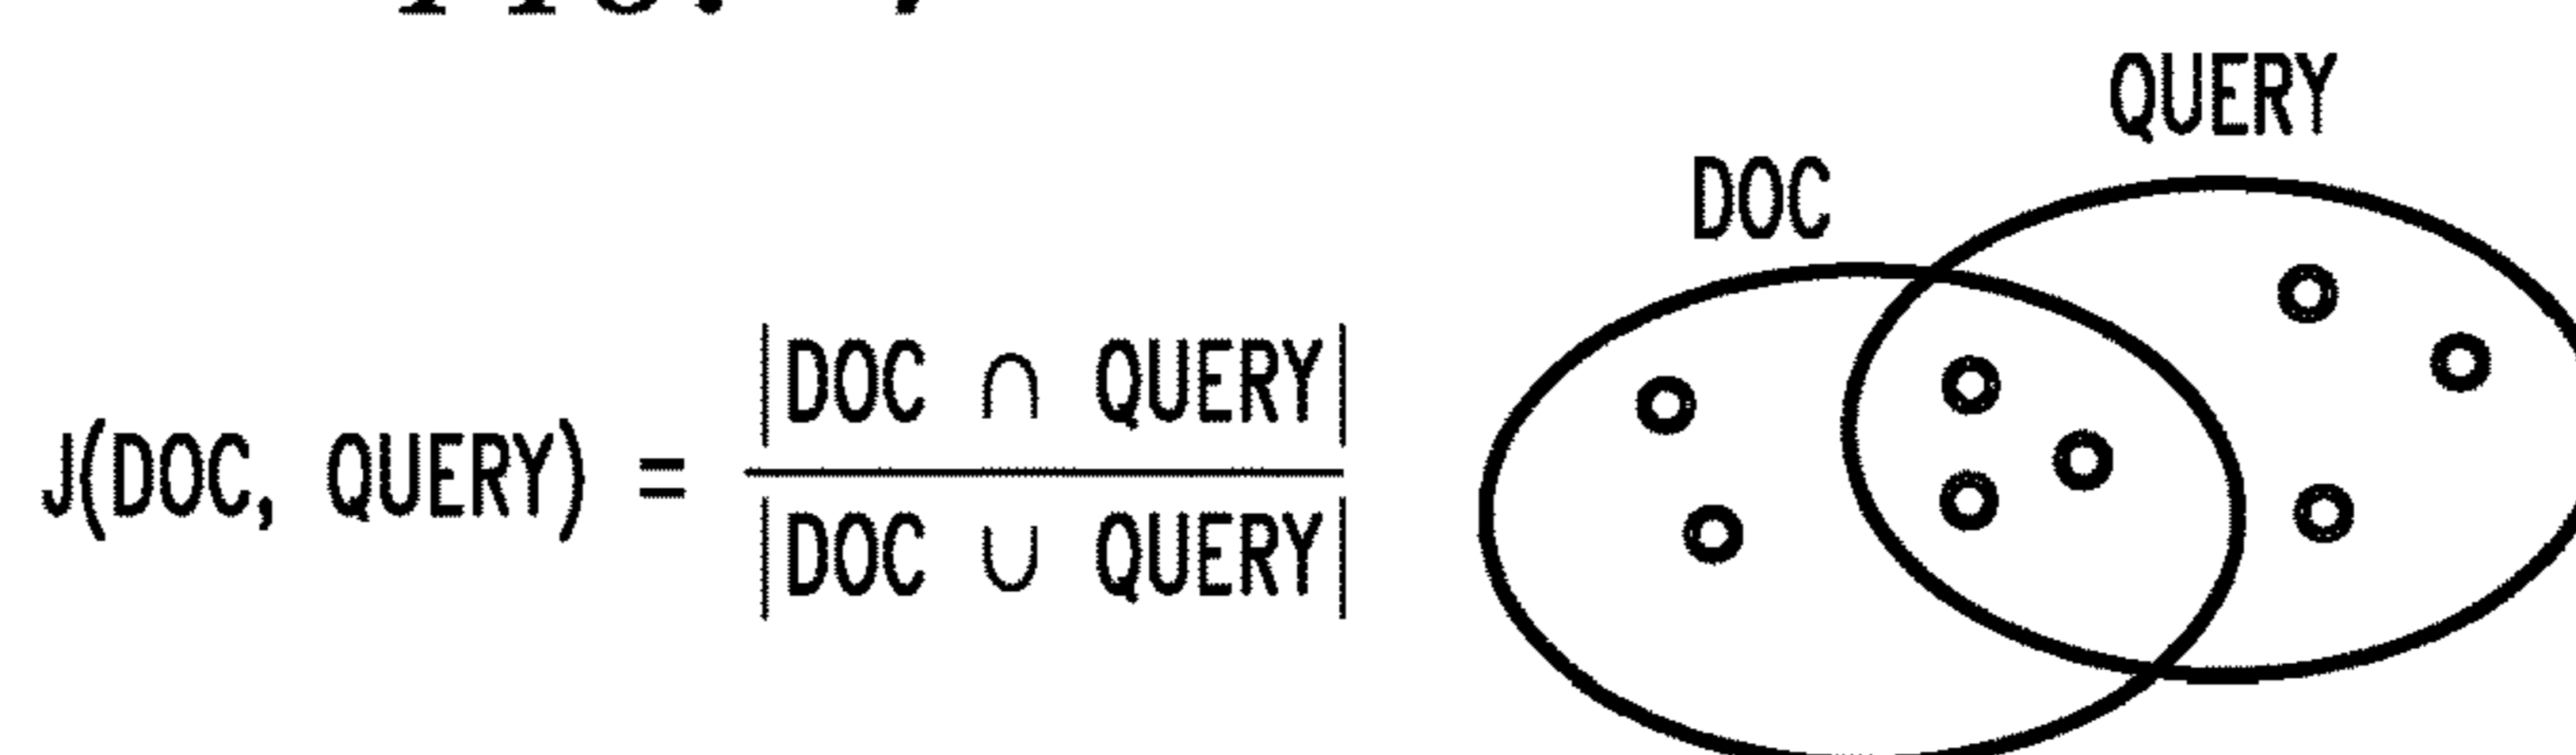 QUERY
DOC
|DOC ∩ QUERY|
J(DOC, QUERY) =
|DOC ∪ QUERY|